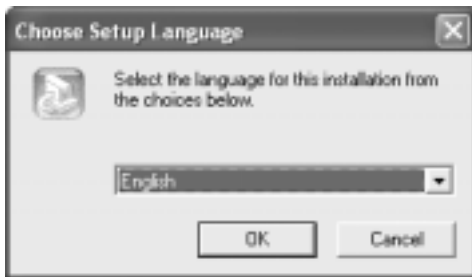 Choose Setup Language
Select the language for this installation from
the choices below.
English
OK
Cancel